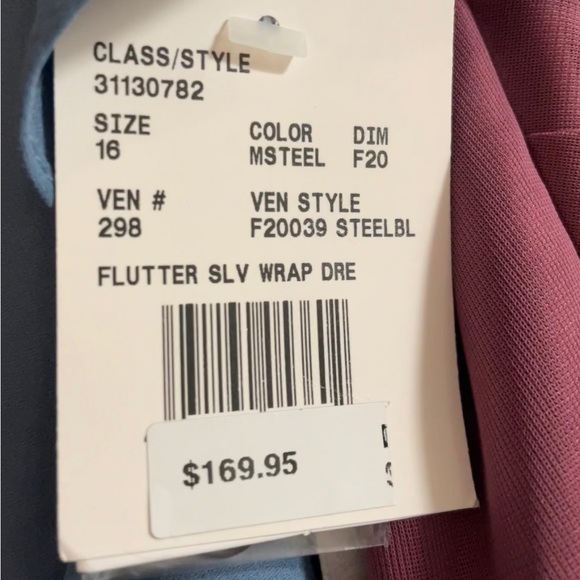 CLASS/STYLE
31130782
SIZE COLOR DIM
16 MSTEEL F20
VEN # VEN STYLE
298 F20039 STEELBL
FLUTTER SLV WRAP DRE
$169.95